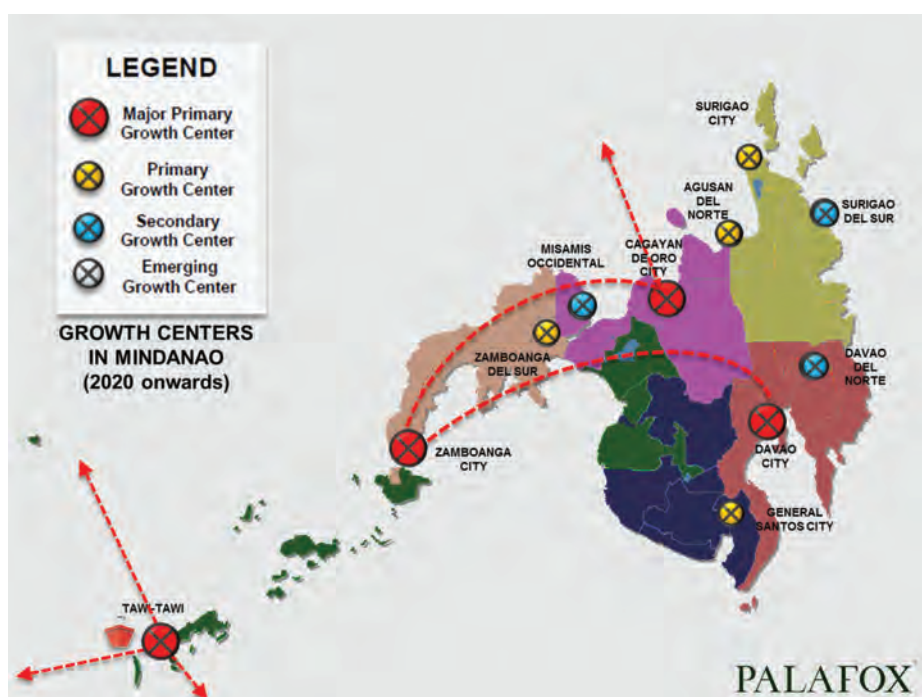 LEGEND
Major Primary
Growth Center
Primary
Growth Center
Secondary
Growth Center
Emerging
Growth Center
GROWTH CENTERS
IN MINDANAO
(2020 onwards)
SURIGAO
CITY
AGUSAN
DEL
NORTE
SURIGAO
DEL SUR
MISAMIS
OCCIDENTAL
CAGAYAN
DE ORO
CITY
ZAMBOANGA
DEL SUR
DAVAO
DEL
NORTE
ZAMBOANGA
CITY
DAVAO
CITY
GENERAL
SANTOS CITY
TAWI-TAWI
PALAFOX